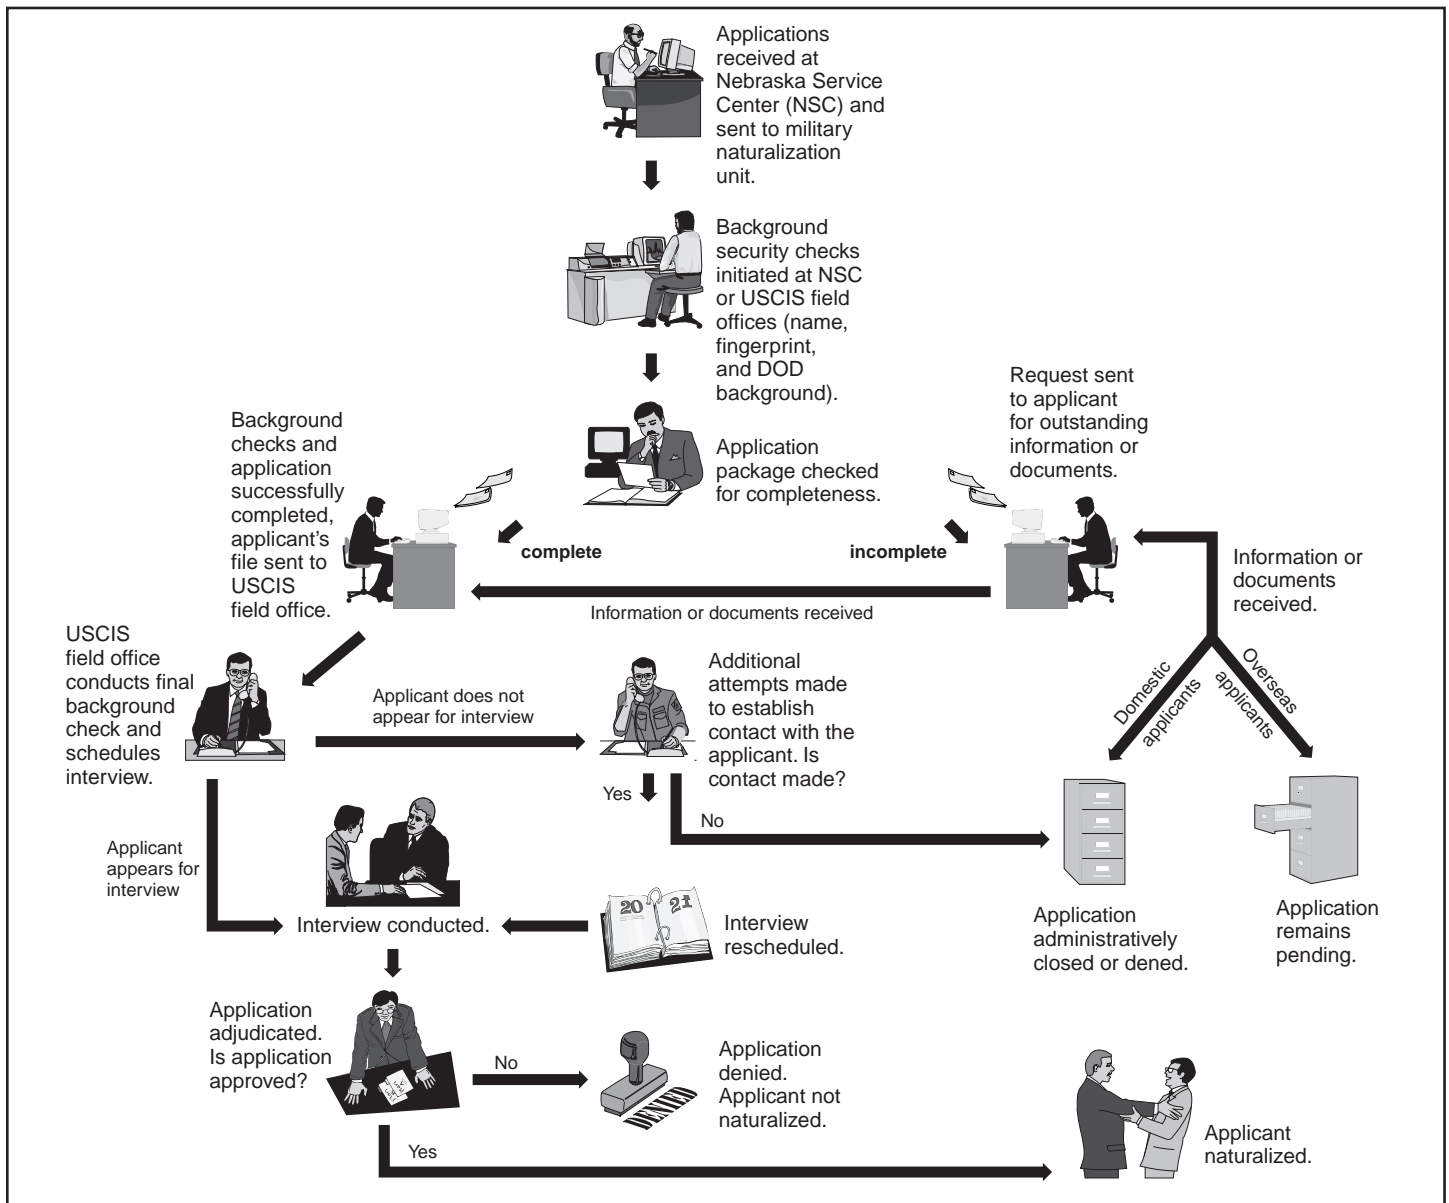 Applications
received at
Nebraska Service
Center (NSC) and
sent to military
naturalization
unit.
Background
security checks
initiated at NSC
or USCIS field
offices (name,
fingerprint,
and DOD
background).
Application
package checked
for completeness.
complete
incomplete
Request sent
to applicant
for outstanding
information or
documents.
Background
checks and
application
successfully
completed,
applicant's
file sent to
USCIS
field office.
Information or documents received
Information or
documents
received.
Domestic
applicants
Overseas
applicants
USCIS
field office
conducts final
background
check and
schedules
interview.
Applicant does not
appear for interview
Additional
attempts made
to establish
contact with the
applicant. Is
contact made?
Yes
No
Applicant
appears for
interview
Interview conducted.
20 21
Interview
rescheduled.
Application
administratively
closed or dened.
Application
remains
pending.
Application
adjudicated.
Is application
approved?
No
DENIED
Application
denied.
Applicant not
naturalized.
Yes
Applicant
naturalized.